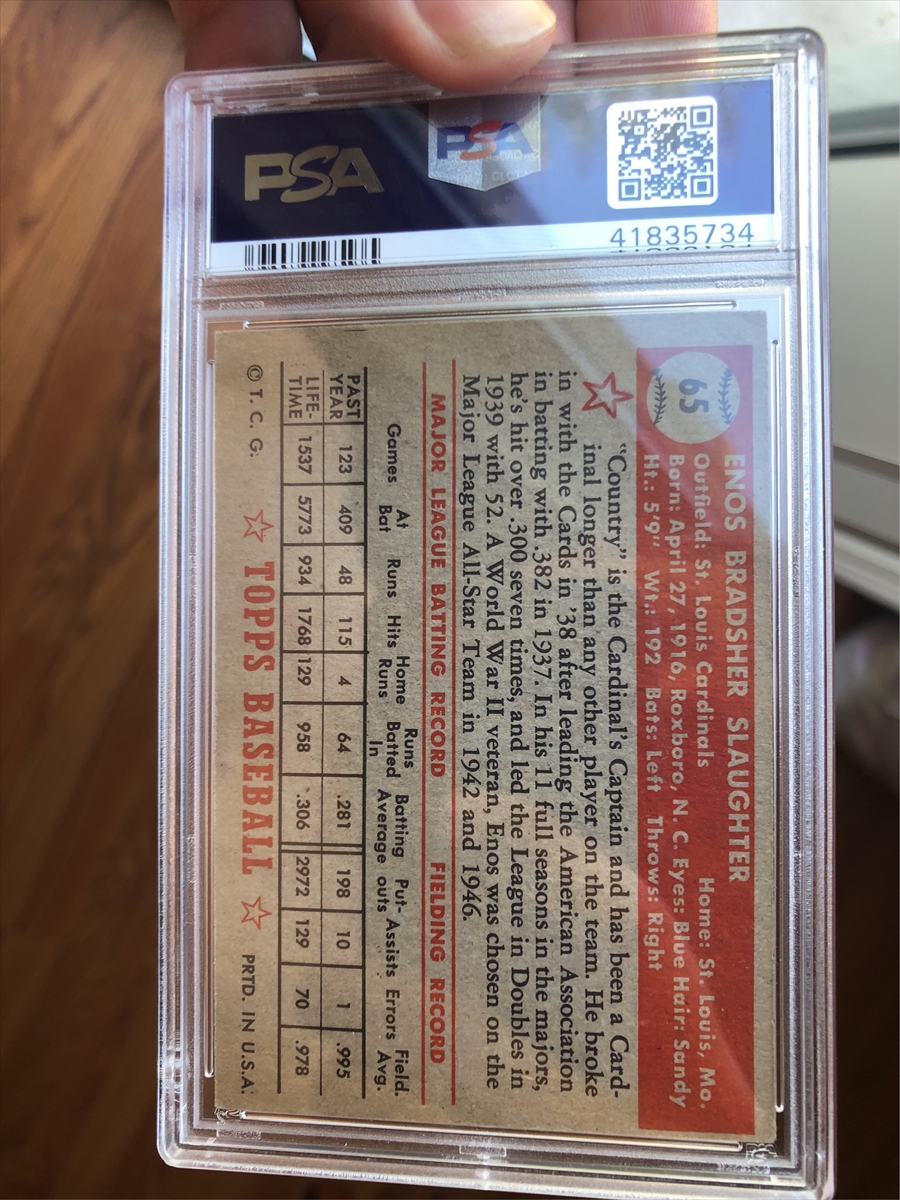 PSA
PSA
41835734
65
ENOS BRADSHER SLAUGHTER
Outfield: St. Louis Cardinals Home: St. Louis, Mo.
Born: April 27, 1916, Roxboro, N. C. Eyes: Blue Hair: Sandy
Ht.: 5'9" Wt.: 192 Bats: Left Throws: Right
"Country" is the Cardinal's Captain and has been a Card-
inal longer than any other player on the team. He broke
in with the Cards in '38 after leading the American Association
in batting with .382 in 1937. In his 11 full seasons in the majors,
he's hit over .300 seven times, and led the League in Doubles in
1939 with 52. A World War II veteran, Enos was chosen on the
Major League All-Star Team in 1942 and 1946.
MAJOR LEAGUE BATTING RECORD FIELDING RECORD
Games At Bat Runs Hits Home Runs Runs Batted In Batting Average Put-outs Assists Errors Field. Avg.
PAST YEAR 123 409 48 115 4 64 .281 198 10 1 .995
LIFE-TIME 1537 5773 934 1768 129 958 .306 2972 129 70 .978
© T. C. G. TOPPS BASEBALL PRTD. IN U.S.A.